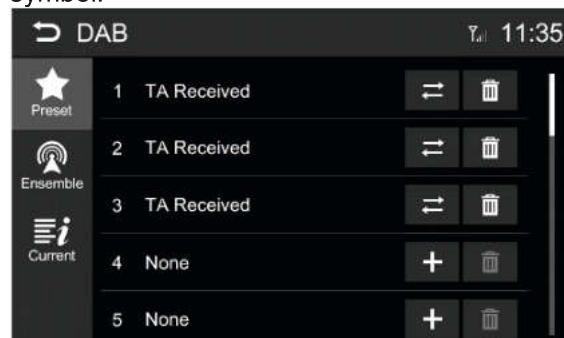 symbol.
DAB 11:35
Preset
1 TA Received
2 TA Received
Ensemble
3 TA Received
Current
4 None
5 None